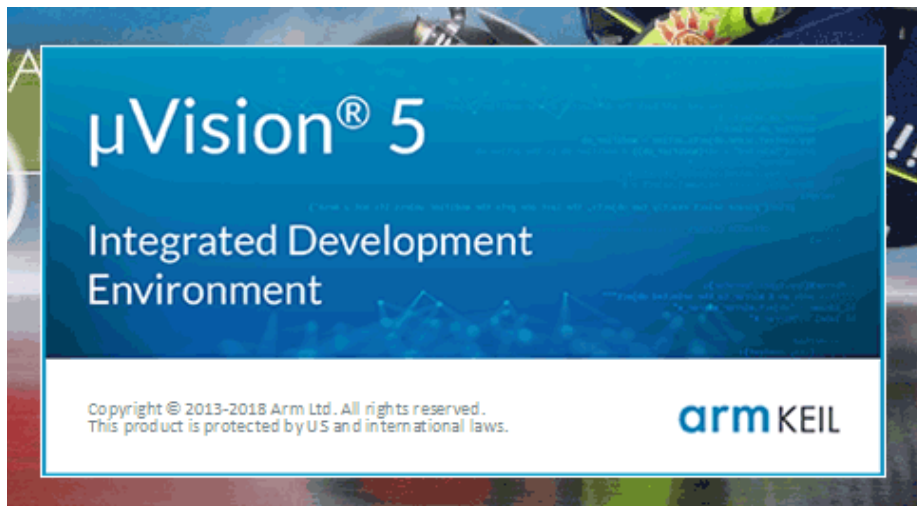 A
µVision® 5
Integrated Development
Environment
Copyright © 2013-2018 Arm Ltd. All rights reserved.
This product is protected by US and international laws.
arm KEIL